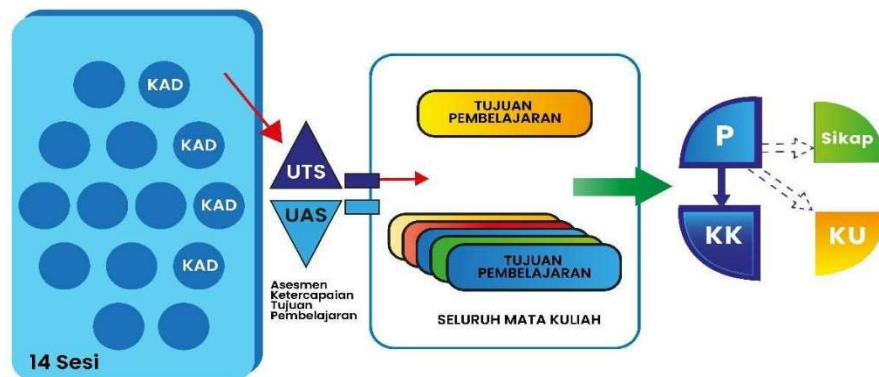 KAD
KAD
KAD
KAD
14 Sesi
UTS
UAS
Asesmen
Ketercapaian
Tujuan
Pembelajaran
TUJUAN
PEMBELAJARAN
TUJUAN
PEMBELAJARAN
SELURUH MATA KULIAH
P
Sikap
KK
KU